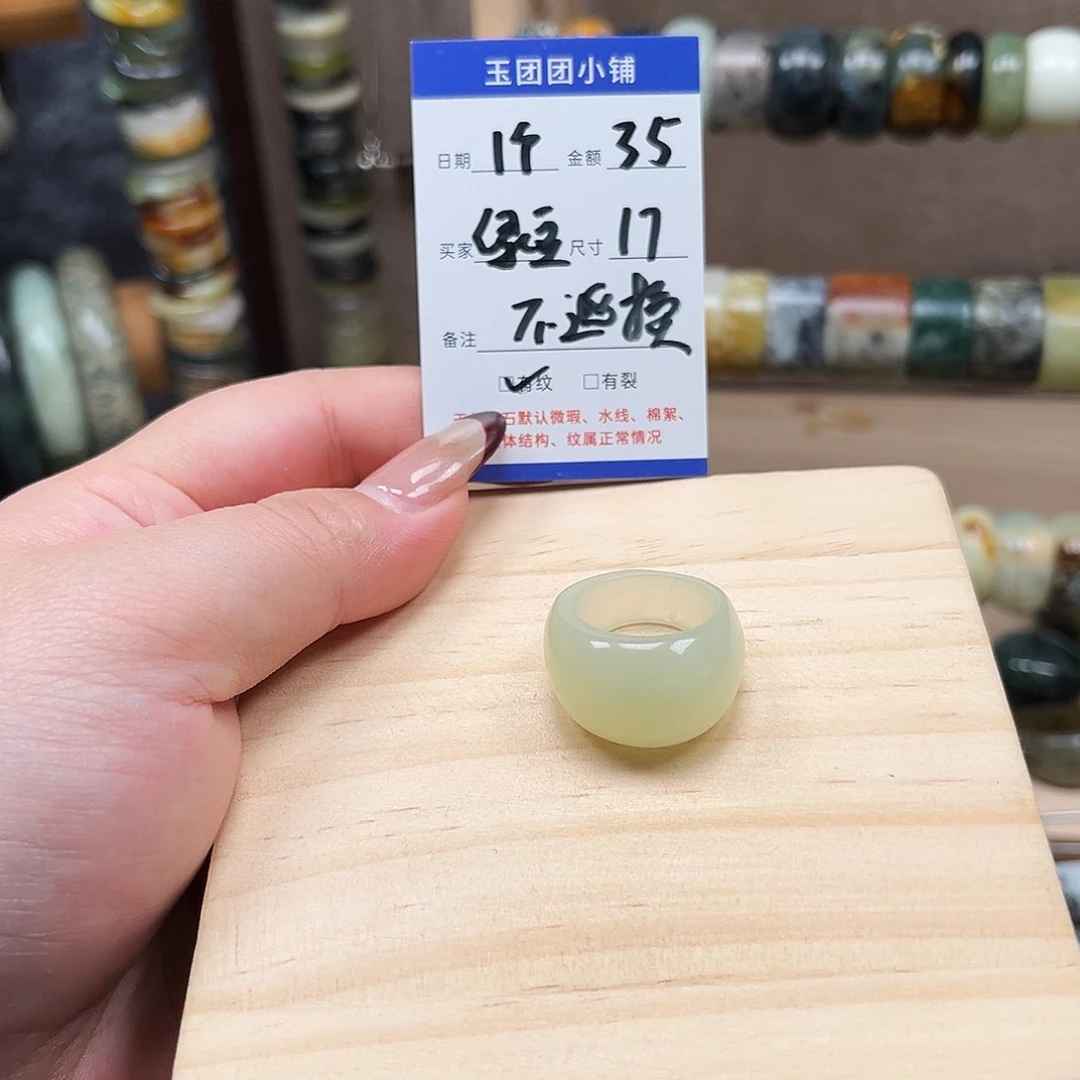 玉团团小铺
日期 19 金额 35
买家 尺寸 17
备注 不退换
有纹 □有裂
石默认微瑕、水线、棉絮、
体结构、纹属正常情况